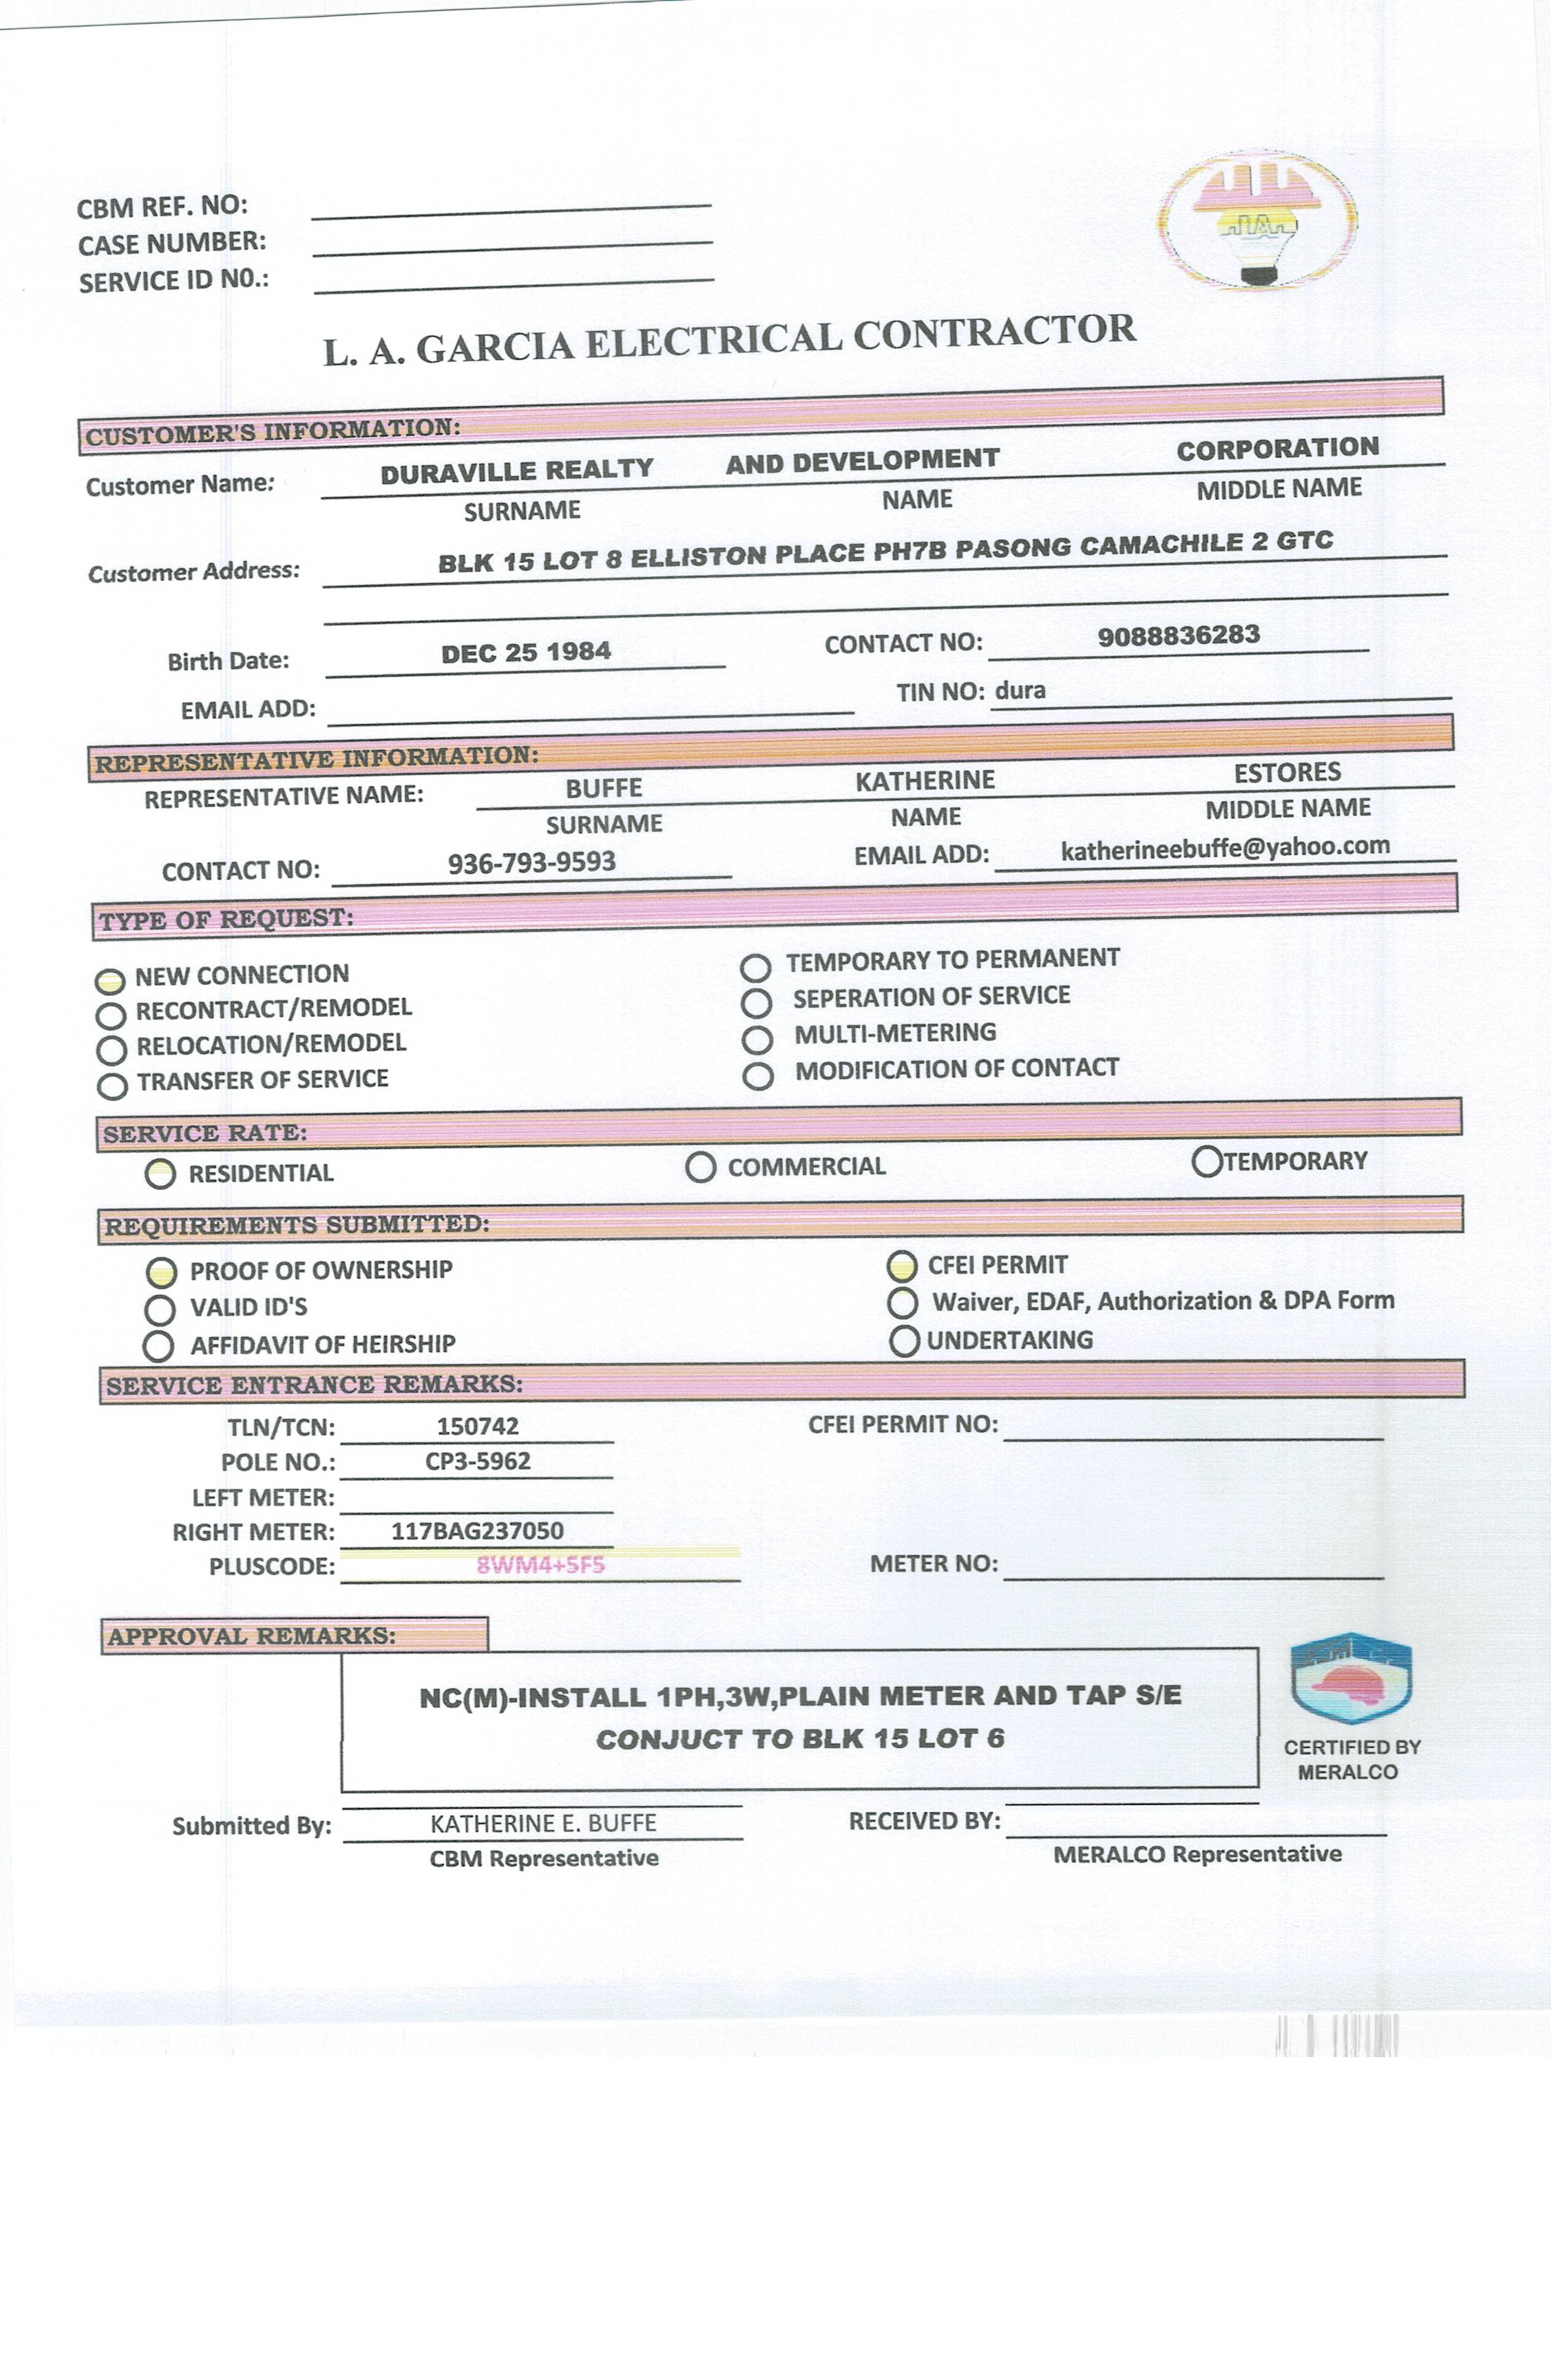 CBM REF. NO:
CASE NUMBER:
SERVICE ID N0.:
L. A. GARCIA ELECTRICAL CONTRACTOR
CUSTOMER'S INFORMATION:
Customer Name: DURAVILLE REALTY AND DEVELOPMENT CORPORATION
SURNAME NAME MIDDLE NAME
Customer Address: BLK 15 LOT 8 ELLISTON PLACE PH7B PASONG CAMACHILE 2 GTC
Birth Date: DEC 25 1984 CONTACT NO: 9088836283
EMAIL ADD: TIN NO: dura
REPRESENTATIVE INFORMATION:
REPRESENTATIVE NAME: BUFFE KATHERINE ESTORES
SURNAME NAME MIDDLE NAME
CONTACT NO: 936-793-9593 EMAIL ADD: katherineebuffe@yahoo.com
TYPE OF REQUEST:
NEW CONNECTION TEMPORARY TO PERMANENT
RECONTRACT/REMODEL SEPERATION OF SERVICE
RELOCATION/REMODEL MULTI-METERING
TRANSFER OF SERVICE MODIFICATION OF CONTACT
SERVICE RATE:
RESIDENTIAL COMMERCIAL TEMPORARY
REQUIREMENTS SUBMITTED:
PROOF OF OWNERSHIP CFEI PERMIT
VALID ID'S Waiver, EDAF, Authorization & DPA Form
AFFIDAVIT OF HEIRSHIP UNDERTAKING
SERVICE ENTRANCE REMARKS:
TLN/TCN: 150742 CFEI PERMIT NO:
POLE NO.: CP3-5962
LEFT METER:
RIGHT METER: 117BAG237050
PLUSCODE: 8WM4+5F5 METER NO:
APPROVAL REMARKS:
NC(M)-INSTALL 1PH,3W,PLAIN METER AND TAP S/E
CONJUCT TO BLK 15 LOT 6
CERTIFIED BY
MERALCO
Submitted By: KATHERINE E. BUFFE RECEIVED BY:
CBM Representative MERALCO Representative